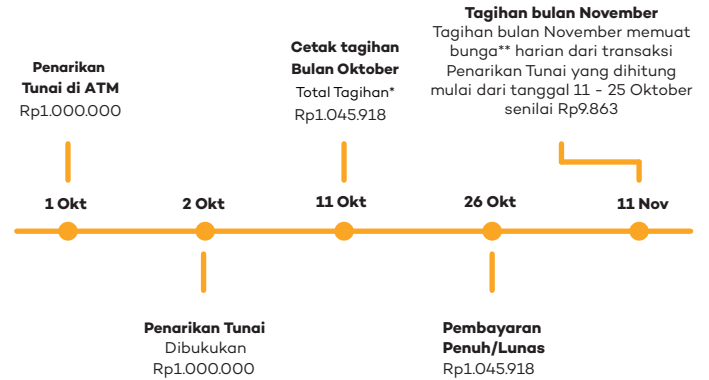 Penarikan
Tunai di ATM
Rp1.000.000
Cetak tagihan
Bulan Oktober
Total Tagihan*
Rp1.045.918
Tagihan bulan November
Tagihan bulan November memuat
bunga** harian dari transaksi
Penarikan Tunai yang dihitung
mulai dari tanggal 11 - 25 Oktober
senilai Rp9.863
1 Okt
2 Okt
11 Okt
26 Okt
11 Nov
Penarikan Tunai
Dibukukan
Rp1.000.000
Pembayaran
Penuh/Lunas
Rp1.045.918